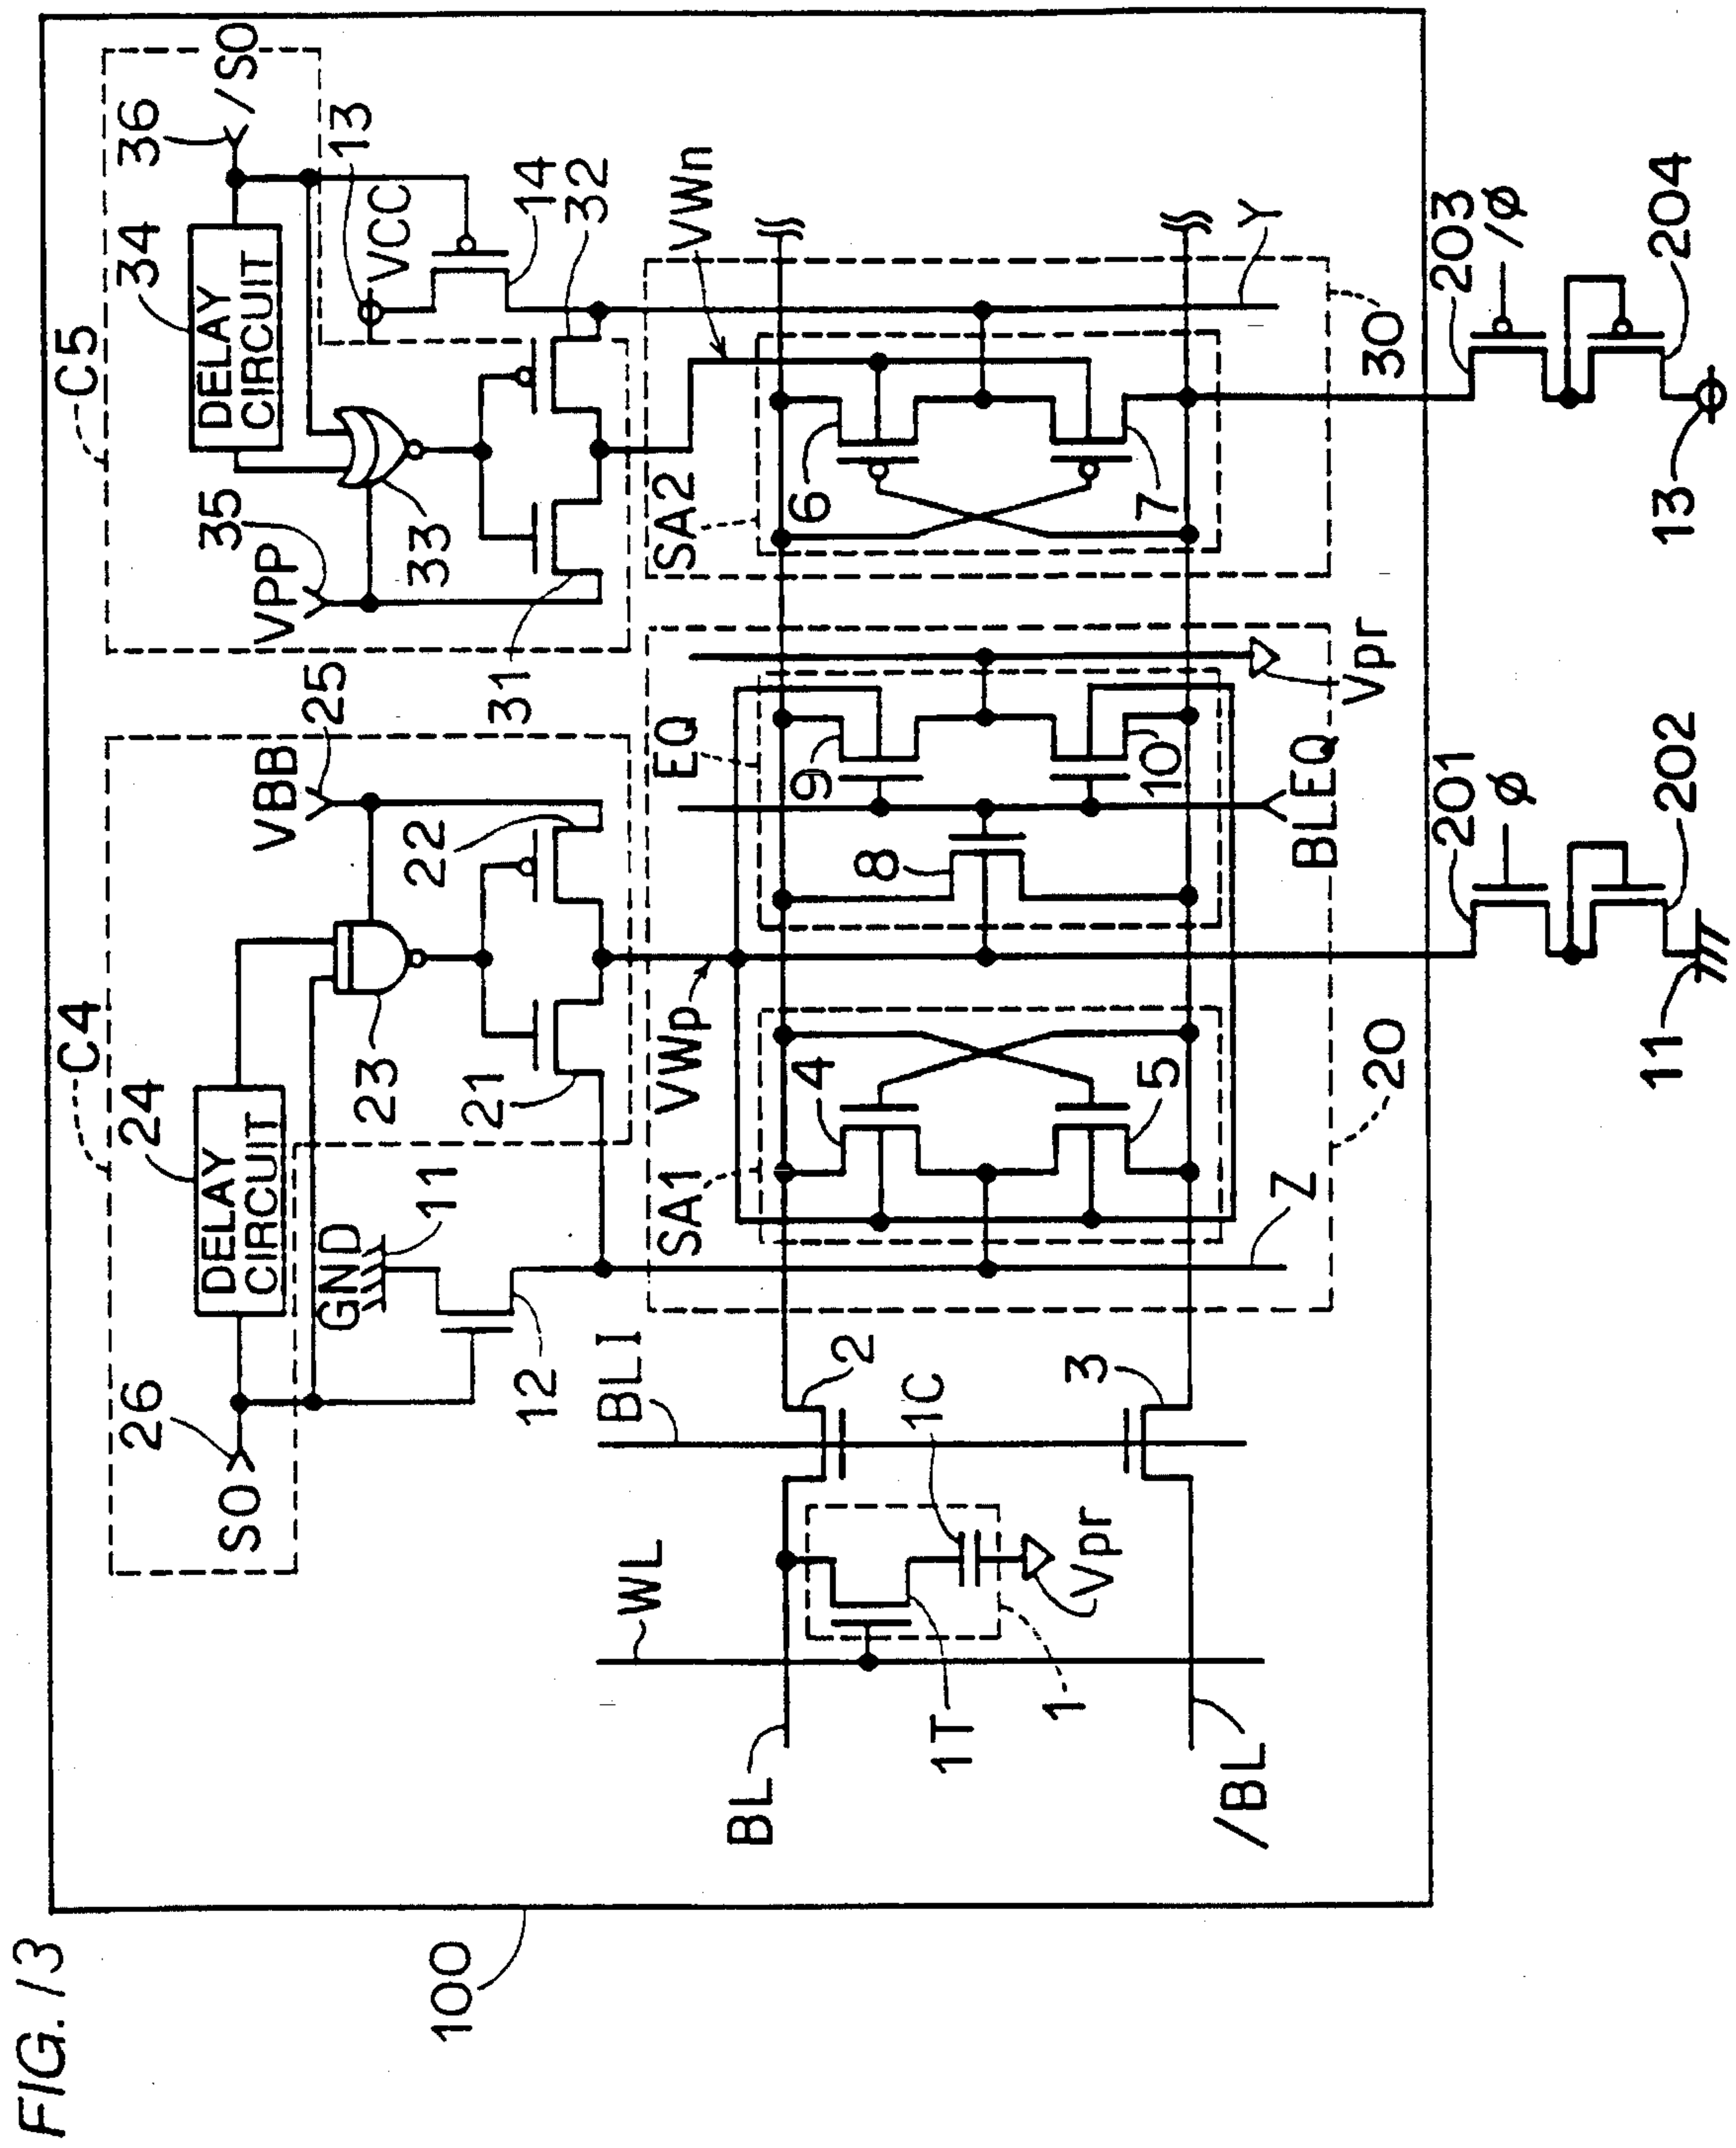 FIG. 13
100
C4
C5
26
24
DELAY
CIRCUIT
SO
GND
11
12
23
21
22
VBB
25
34
DELAY
CIRCUIT
36
/SO
13
VCC
14
32
VPP
35
33
31
WL
BLI
SA1
VWp
EQ
SA2
VWn
BL
1T
1
1C
Vpr
2
3
4
5
8
9
10
6
7
/BL
Z
20
BLEQ
Vpr
30
Y
201
Ø
202
11
203
/Ø
204
13